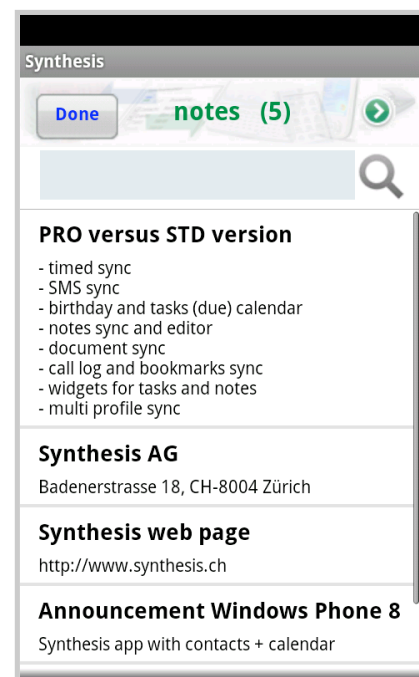 Synthesis
Done
notes (5)
PRO versus STD version
- timed sync
- SMS sync
- birthday and tasks (due) calendar
- notes sync and editor
- document sync
- call log and bookmarks sync
- widgets for tasks and notes
- multi profile sync
Synthesis AG
Badenerstrasse 18, CH-8004 Zürich
Synthesis web page
http://www.synthesis.ch
Announcement Windows Phone 8
Synthesis app with contacts + calendar